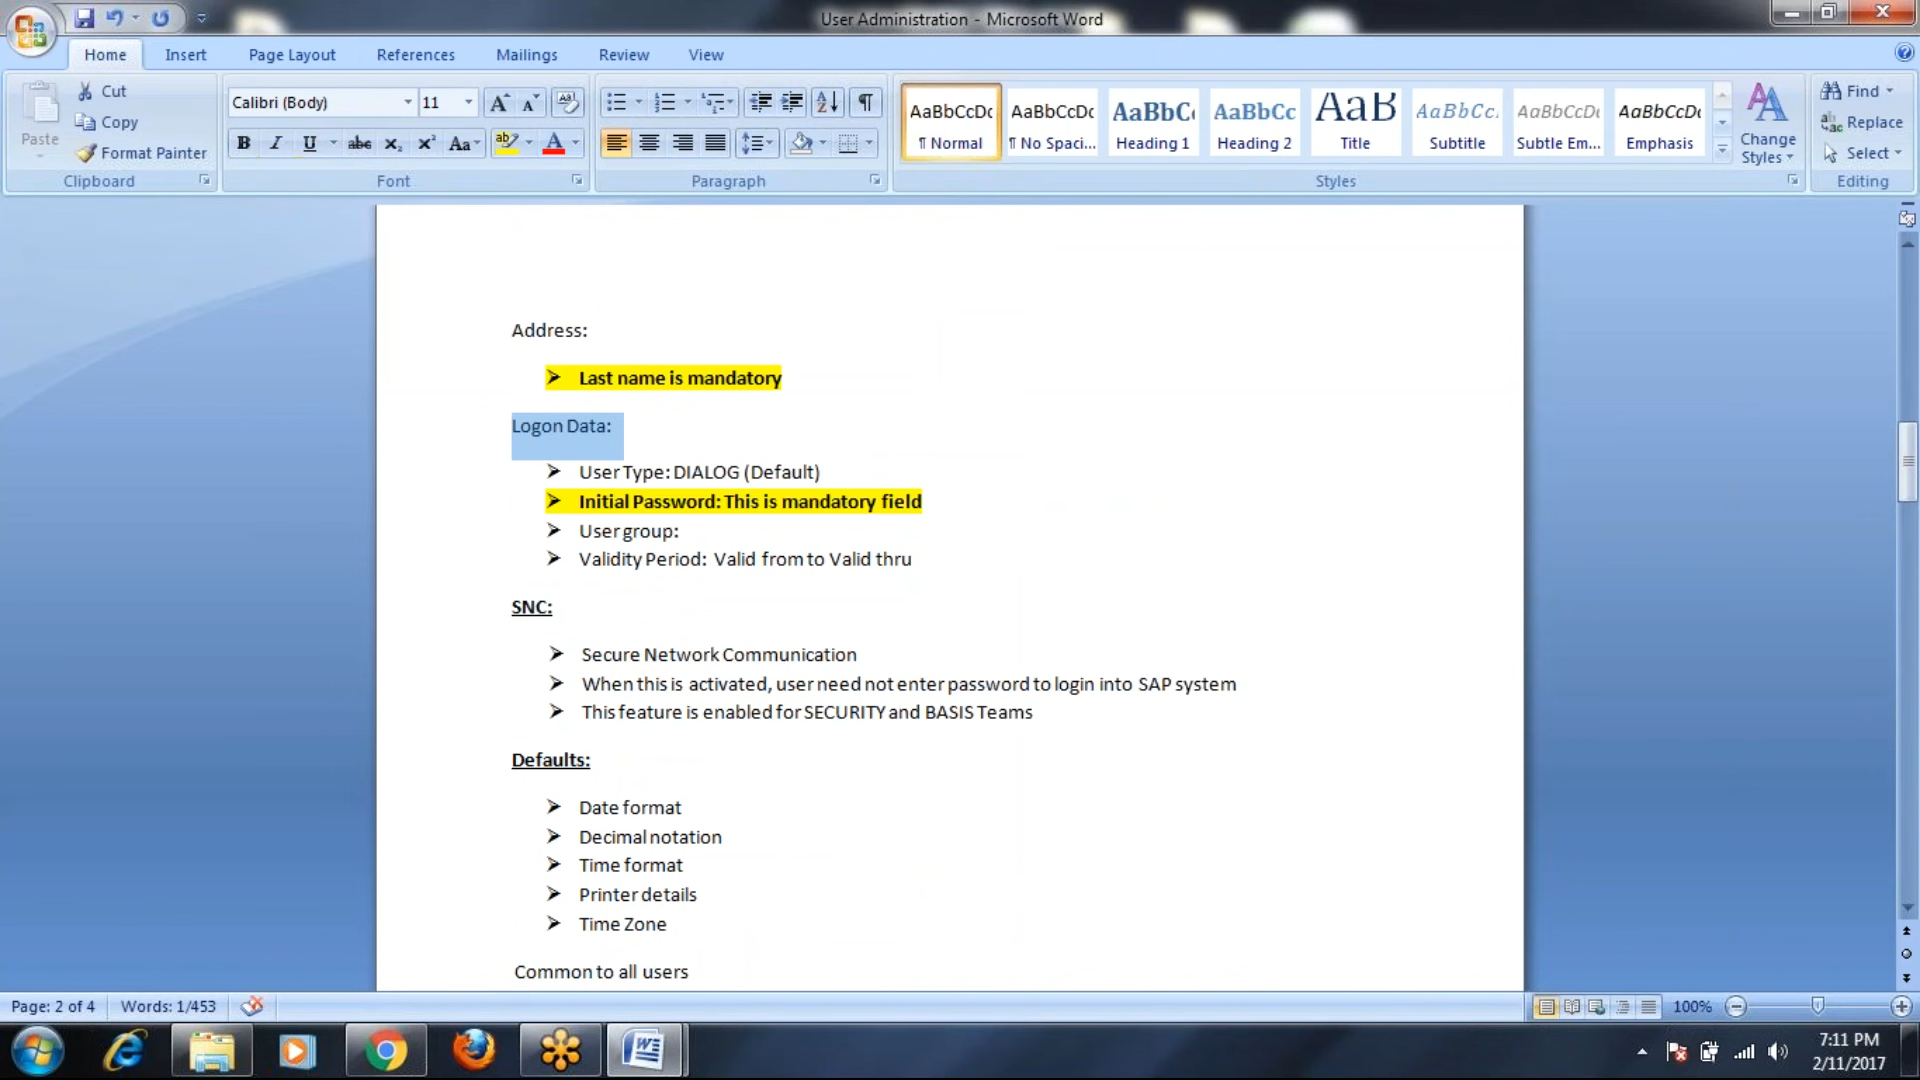 User Administration - Microsoft Word
Home
Insert
Page Layout
References
Mailings
Review
View
Paste
Cut
Copy
Format Painter
Clipboard
Calibri (Body)
11
Font
Paragraph
AaBbCcDc
¶ Normal
AaBbCcDc
¶ No Spaci...
AaBbC
Heading 1
AaBbCc
Heading 2
AaB
Title
AaBbCc.
Subtitle
AaBbCcDc
Subtle Em...
AaBbCcDc
Emphasis
Change Styles
Styles
Find
Replace
Select
Editing
Address:
➤ Last name is mandatory
Logon Data:
➤ User Type: DIALOG (Default)
➤ Initial Password: This is mandatory field
➤ User group:
➤ Validity Period: Valid from to Valid thru
SNC:
➤ Secure Network Communication
➤ When this is activated, user need not enter password to login into SAP system
➤ This feature is enabled for SECURITY and BASIS Teams
Defaults:
➤ Date format
➤ Decimal notation
➤ Time format
➤ Printer details
➤ Time Zone
Common to all users
Page: 2 of 4
Words: 1/453
100%
7:11 PM
2/11/2017